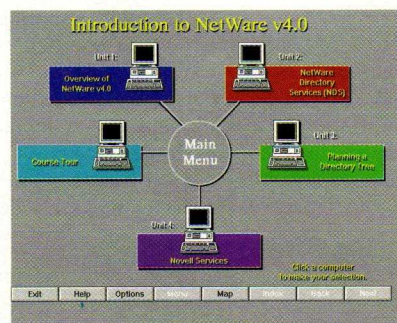 Introduction to NetWare v4.0
Unit 1:
Overview of
NetWare v4.0
Unit 2:
NetWare
Directory
Services (NDS)
Main
Menu
Course Tour
Unit 3:
Planning a
Directory Tree
Unit 4:
Novell Services
Click a computer
to make your selection.
Exit Help Options Menu Map Index Back Next